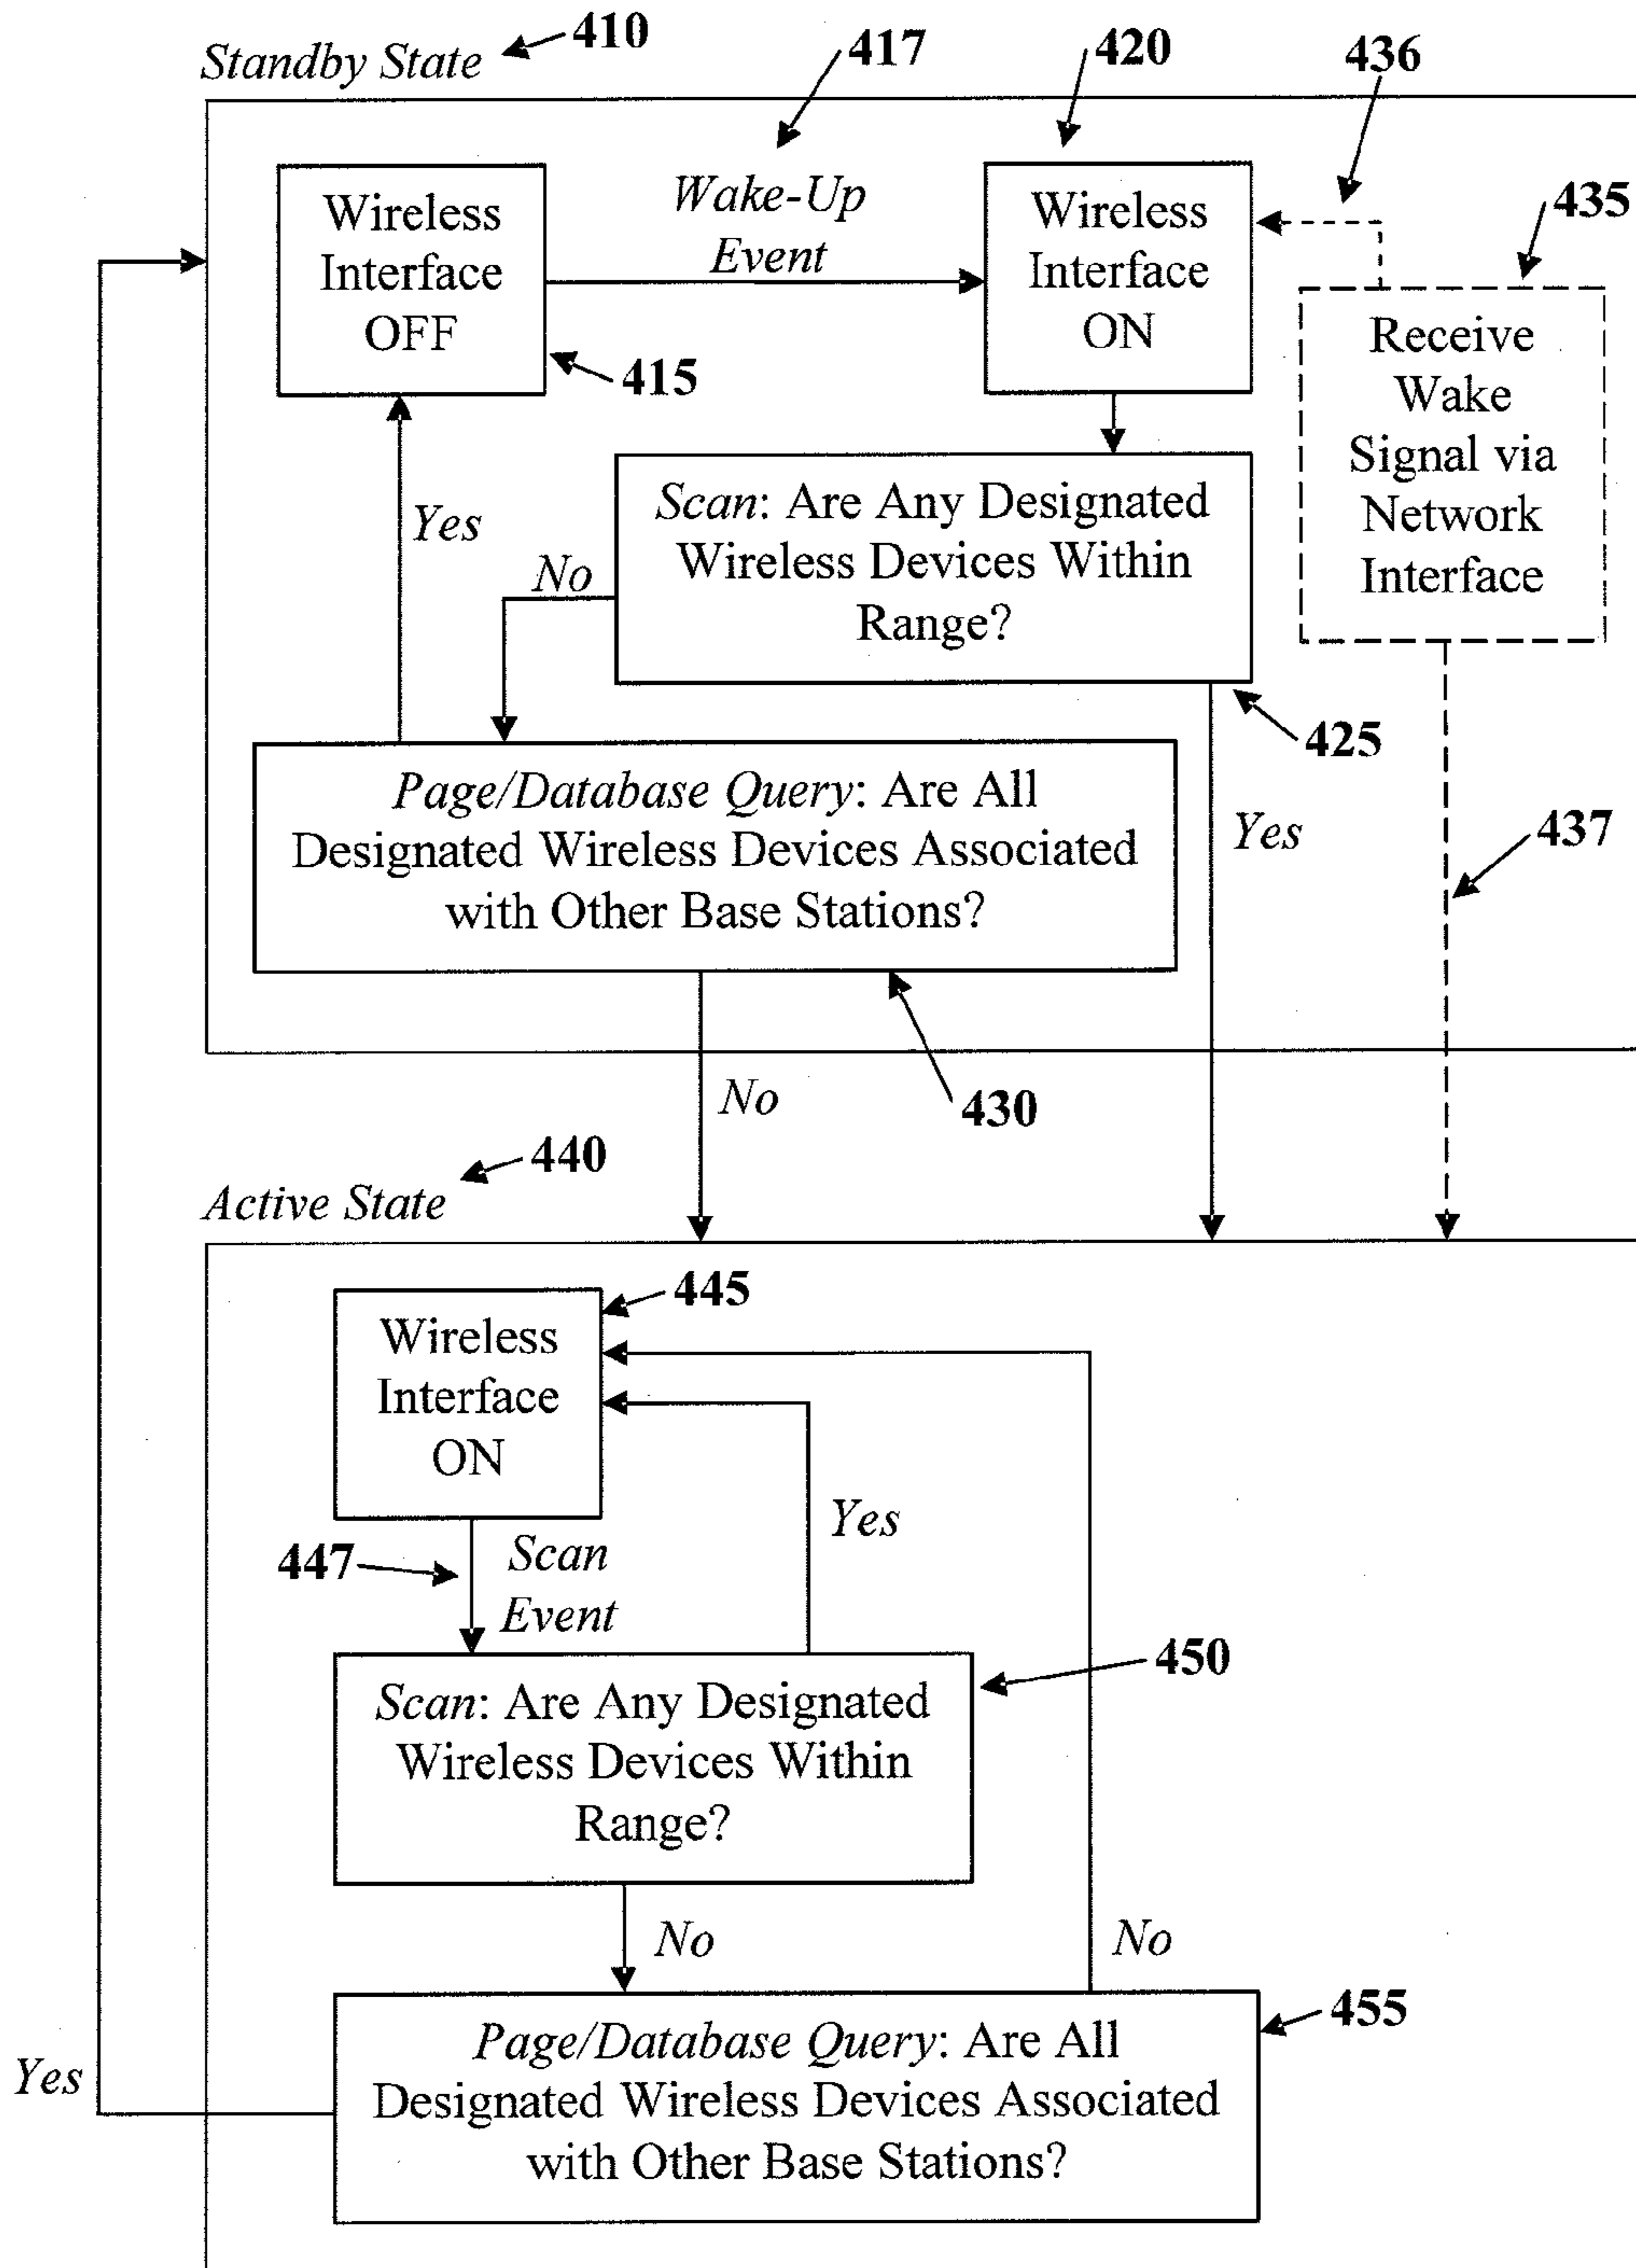 Standby State
410
417
420
436
435
Wireless
Interface
OFF
415
Wake-Up
Event
Wireless
Interface
ON
Receive
Wake
Signal via
Network
Interface
Yes
No
Scan: Are Any Designated
Wireless Devices Within
Range?
425
Page/Database Query: Are All
Designated Wireless Devices Associated
with Other Base Stations?
Yes
437
No
430
440
Active State
445
Wireless
Interface
ON
Yes
447
Scan
Event
450
Scan: Are Any Designated
Wireless Devices Within
Range?
No
No
455
Page/Database Query: Are All
Designated Wireless Devices Associated
with Other Base Stations?
Yes